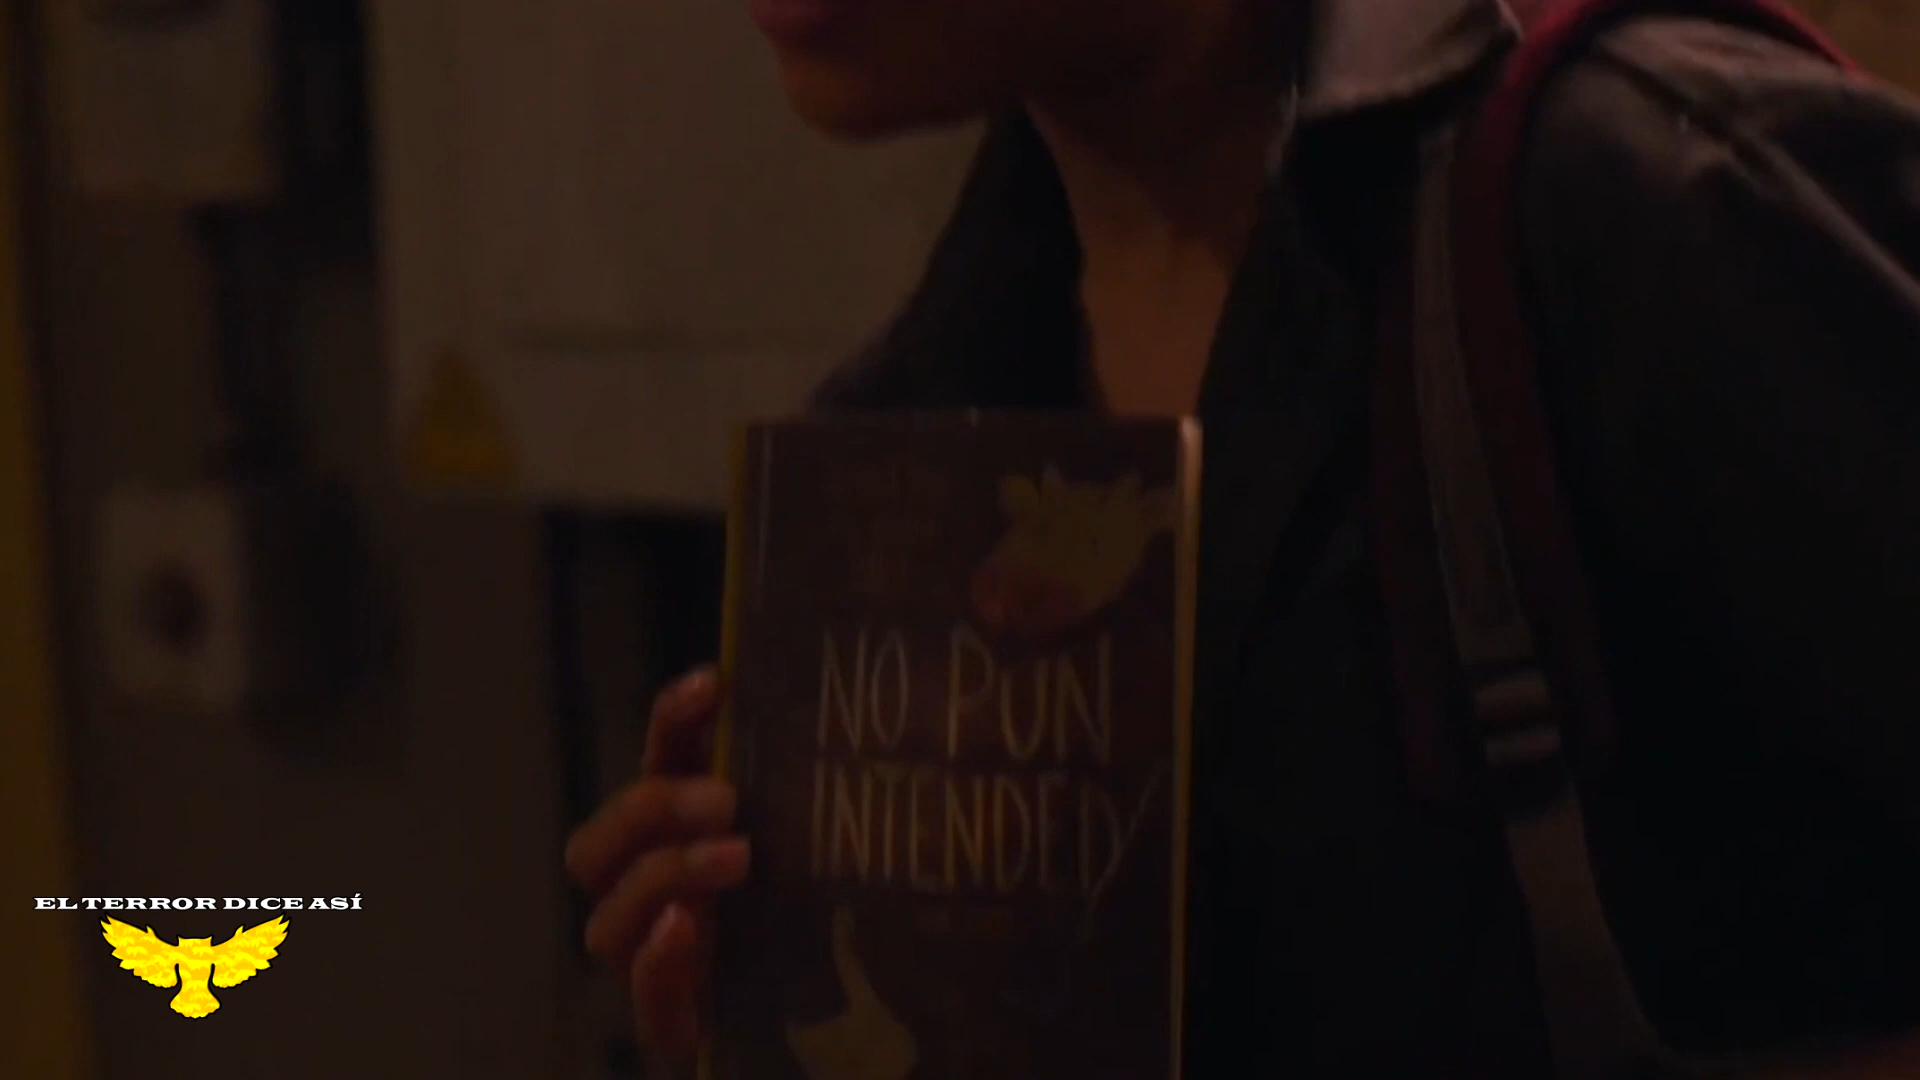 NO PUN
INTENDED
EL TERROR DICE ASÍ